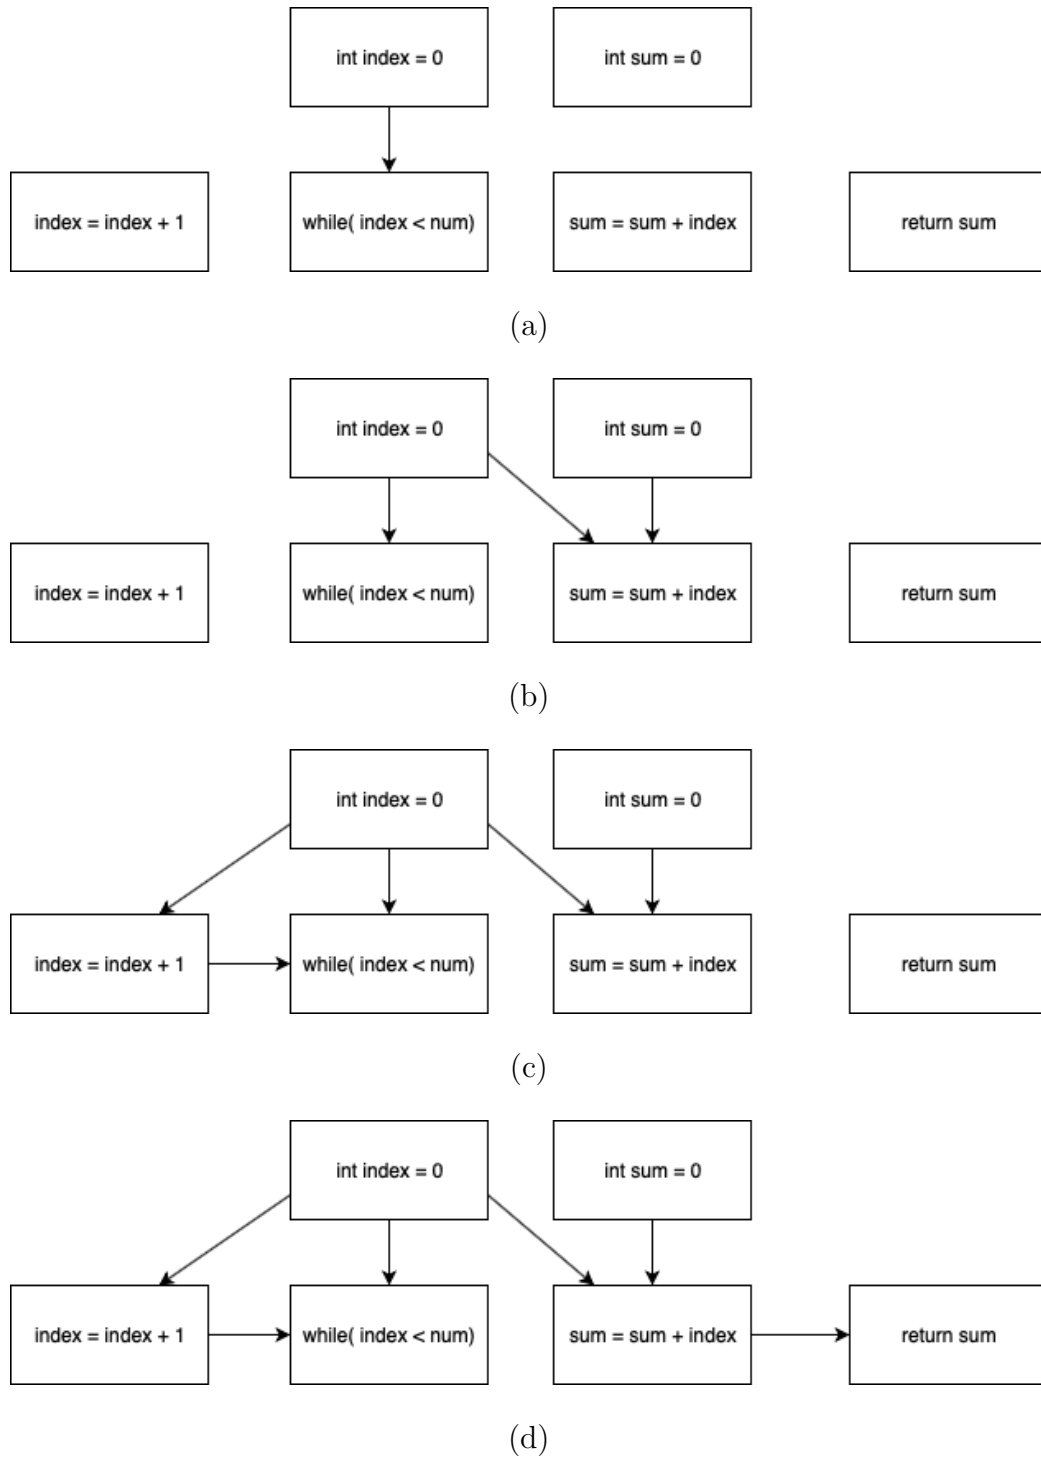 int index = 0
int sum = 0
index = index + 1
while( index < num)
sum = sum + index
return sum
(a)
int index = 0
int sum = 0
index = index + 1
while( index < num)
sum = sum + index
return sum
(b)
int index = 0
int sum = 0
index = index + 1
while( index < num)
sum = sum + index
return sum
(c)
int index = 0
int sum = 0
index = index + 1
while( index < num)
sum = sum + index
return sum
(d)